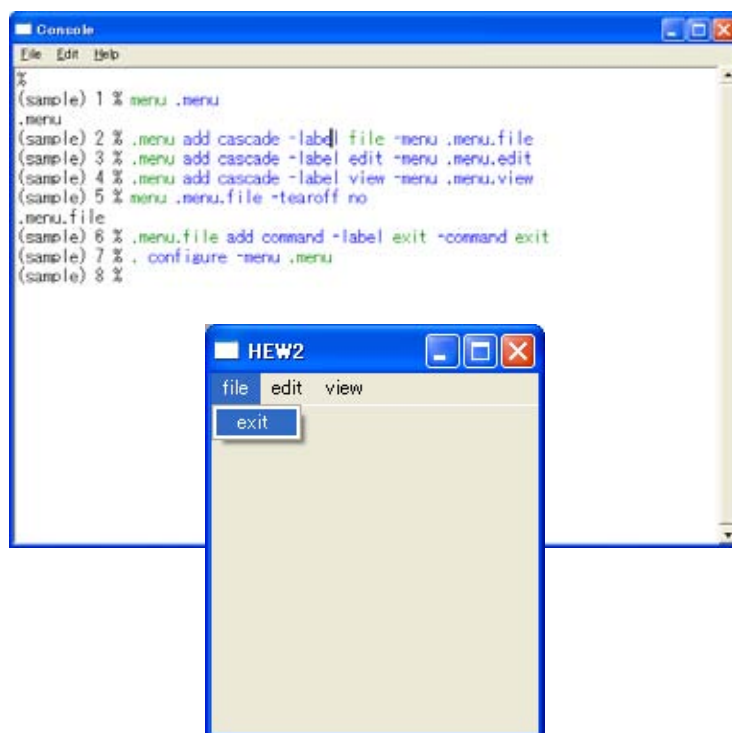 Console
File Edit Help
%
(sample) 1 % menu .menu
.menu
(sample) 2 % .menu add cascade -label file -menu .menu.file
(sample) 3 % .menu add cascade -label edit -menu .menu.edit
(sample) 4 % .menu add cascade -label view -menu .menu.view
(sample) 5 % menu .menu.file -tearoff no
.menu.file
(sample) 6 % .menu.file add command -label exit -command exit
(sample) 7 % . configure -menu .menu
(sample) 8 %
HEW2
file edit view
exit